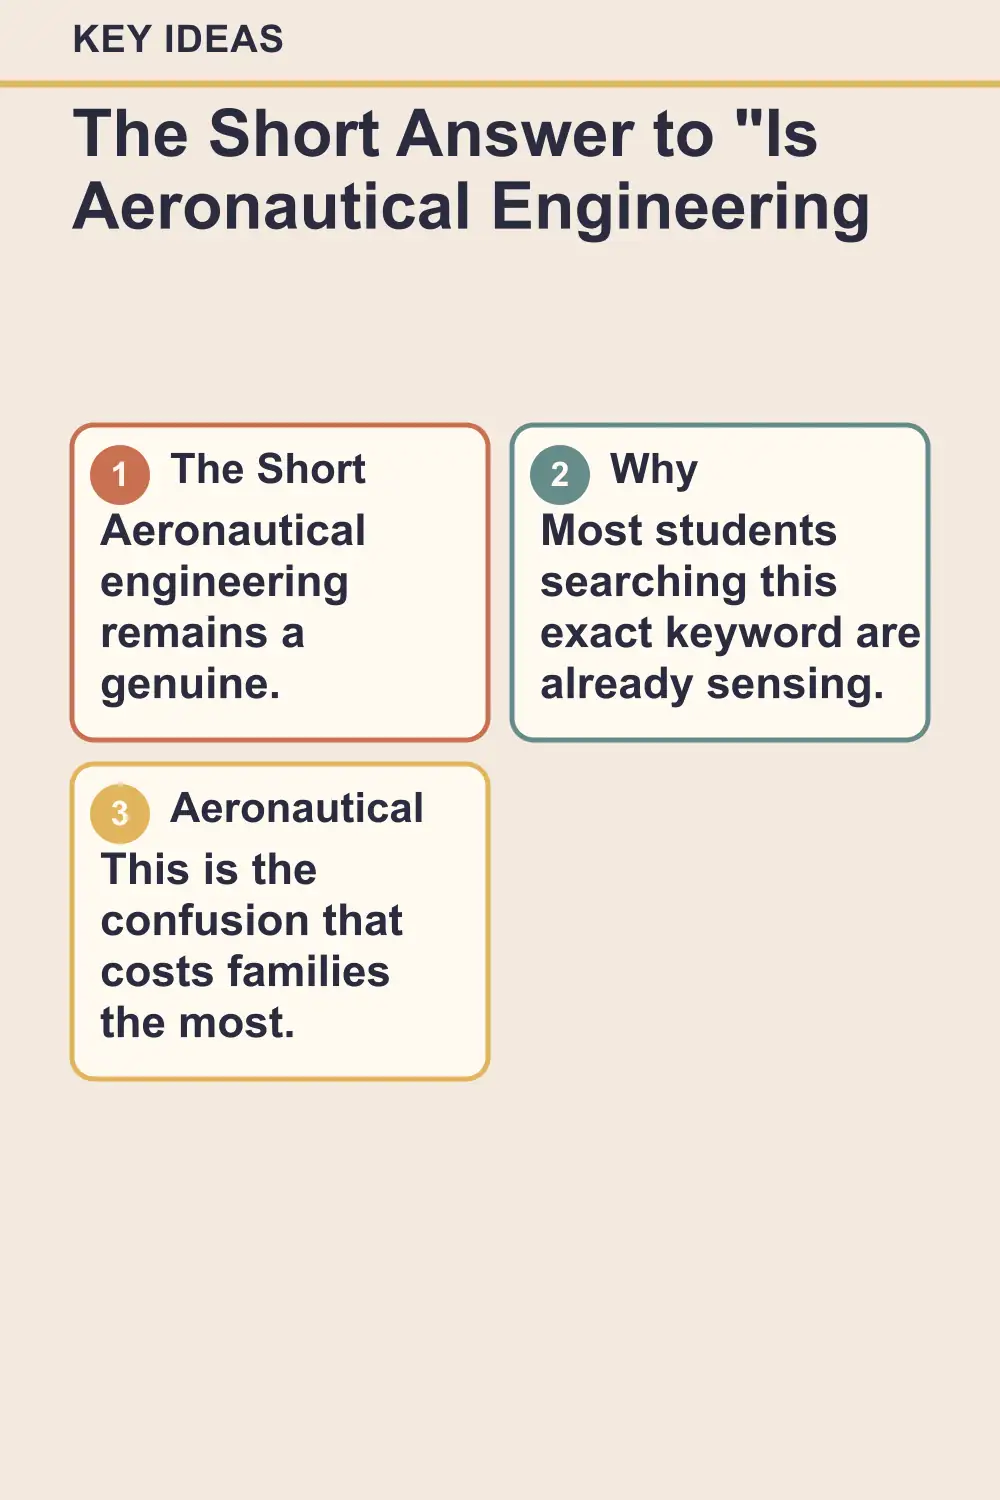 KEY IDEAS
The Short Answer to "Is
Aeronautical Engineering
1 The Short
Aeronautical
engineering
remains a
genuine.
2 Why
Most students
searching this
exact keyword are
already sensing.
3 Aeronautical
This is the
confusion that
costs families
the most.